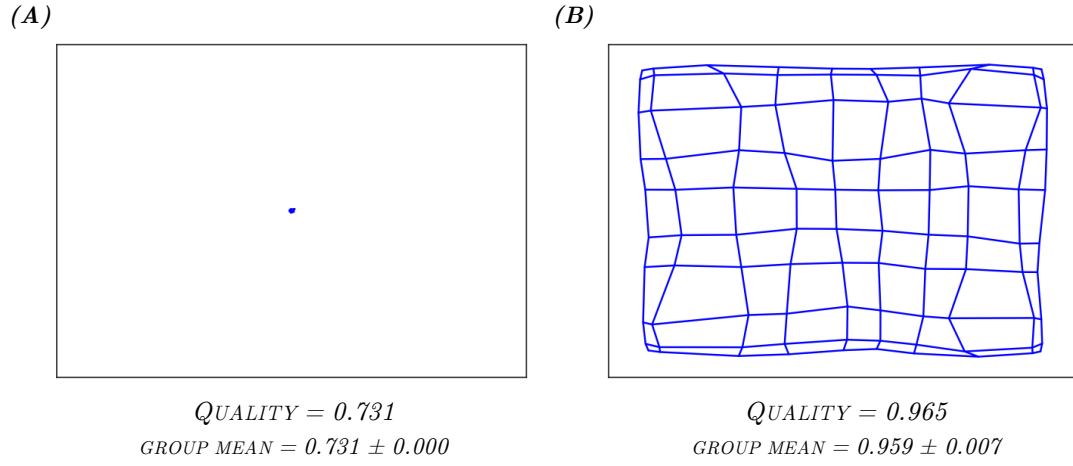 (A)
(B)
QUALITY = 0.731
GROUP MEAN = 0.731 ± 0.000
QUALITY = 0.965
GROUP MEAN = 0.959 ± 0.007